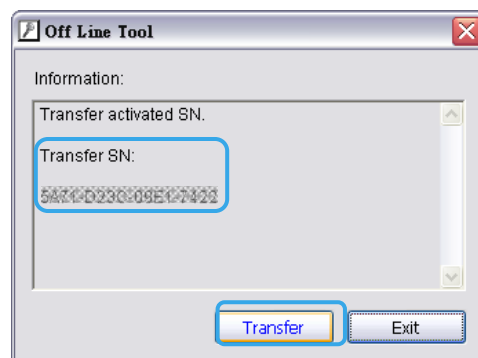 Off Line Tool
Information:
Transfer activated SN.
Transfer SN:
Transfer
Exit